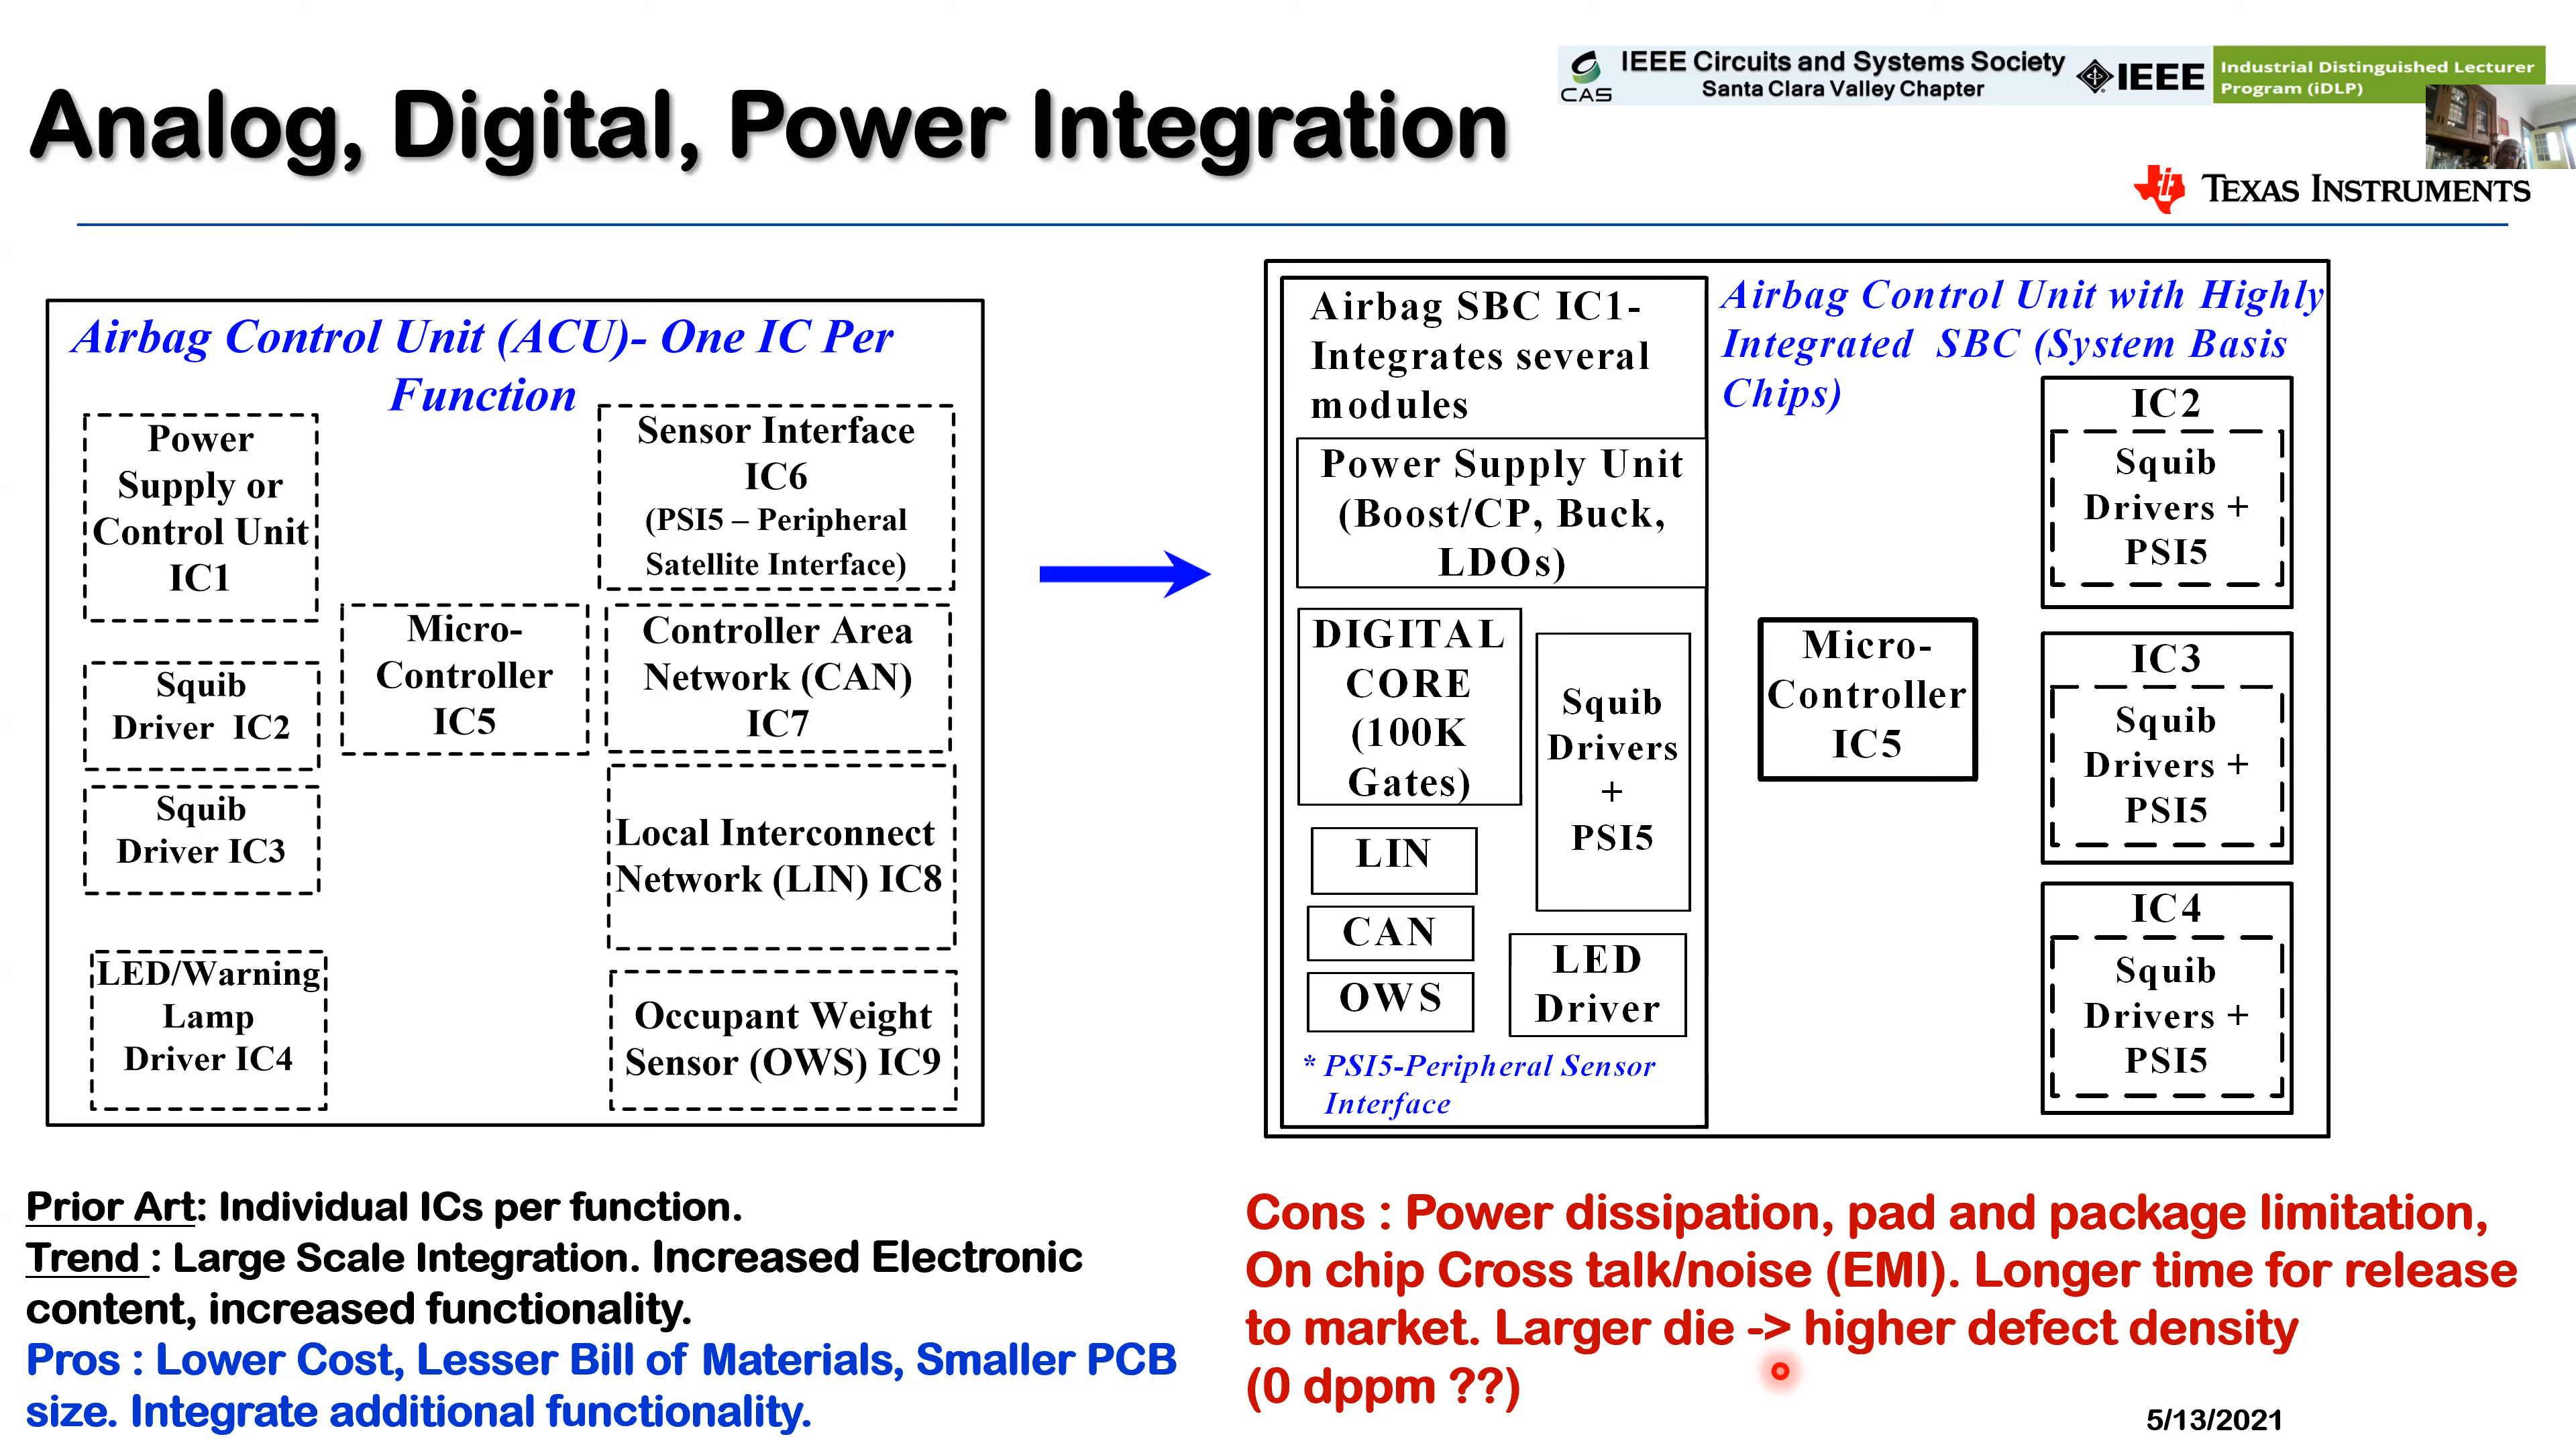 IEEE Circuits and Systems Society
Santa Clara Valley Chapter
CAS
IEEE
Industrial Distinguished Lecturer
Program (iDLP)
Analog, Digital, Power Integration
TEXAS INSTRUMENTS
Airbag Control Unit (ACU)- One IC Per
Function
Power
Supply or
Control Unit
IC1
Squib
Driver IC2
Squib
Driver IC3
LED/Warning
Lamp
Driver IC4
Micro-
Controller
IC5
Sensor Interface
IC6
(PSI5 – Peripheral
Satellite Interface)
Controller Area
Network (CAN)
IC7
Local Interconnect
Network (LIN) IC8
Occupant Weight
Sensor (OWS) IC9
Airbag SBC IC1-
Integrates several
modules
Power Supply Unit
(Boost/CP, Buck,
LDOs)
DIGITAL
CORE
(100K
Gates)
Squib
Drivers
+
PSI5
LIN
CAN
OWS
LED
Driver
* PSI5-Peripheral Sensor
Interface
Airbag Control Unit with Highly
Integrated SBC (System Basis
Chips)
Micro-
Controller
IC5
IC2
Squib
Drivers +
PSI5
IC3
Squib
Drivers +
PSI5
IC4
Squib
Drivers +
PSI5
Prior Art: Individual ICs per function.
Trend : Large Scale Integration. Increased Electronic
content, increased functionality.
Pros : Lower Cost, Lesser Bill of Materials, Smaller PCB
size. Integrate additional functionality.
Cons : Power dissipation, pad and package limitation,
On chip Cross talk/noise (EMI). Longer time for release
to market. Larger die -> higher defect density
(0 dppm ??)
5/13/2021